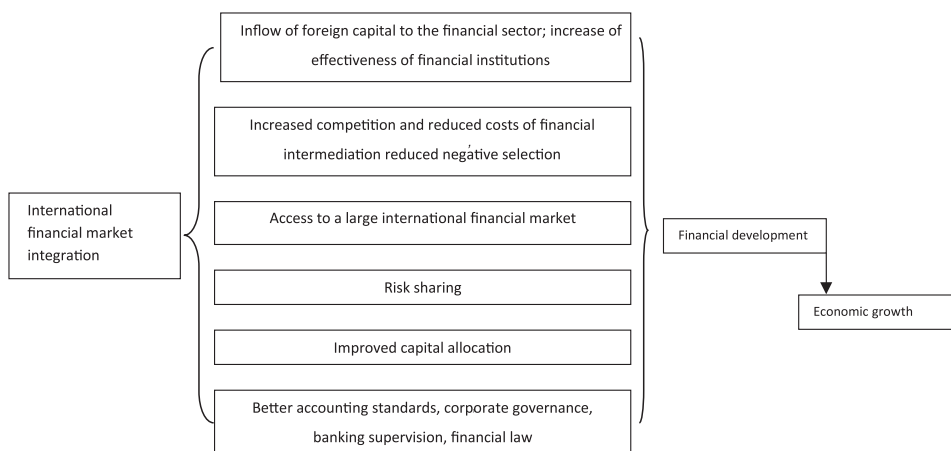 Inflow of foreign capital to the financial sector; increase of
effectiveness of financial institutions
Increased competition and reduced costs of financial
intermediation reduced negative selection
International
financial market
integration
Access to a large international financial market
Financial development
Risk sharing
Economic growth
Improved capital allocation
Better accounting standards, corporate governance,
banking supervision, financial law